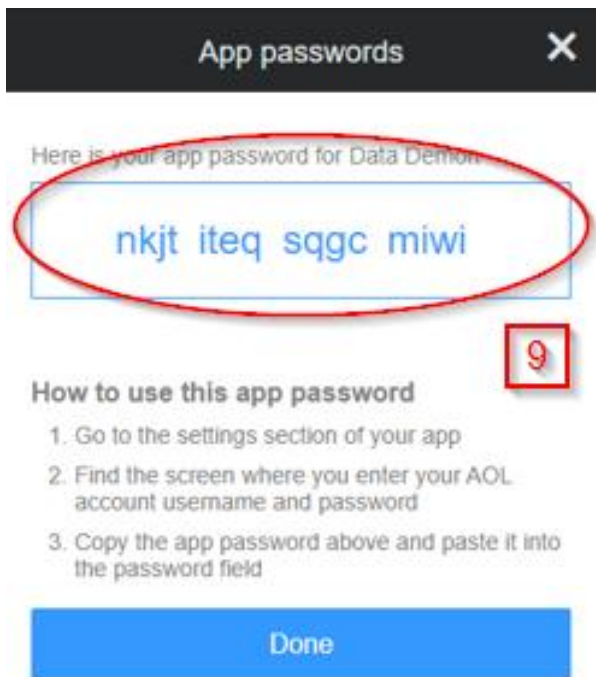 App passwords ×
Here is your app password for Data Demon
nkjt iteq sqgc miwi
9
How to use this app password
1. Go to the settings section of your app
2. Find the screen where you enter your AOL
account username and password
3. Copy the app password above and paste it into
the password field
Done